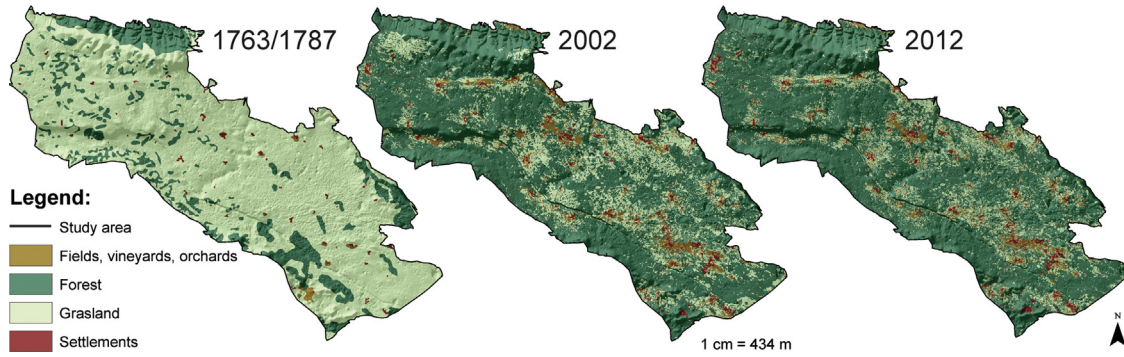 1763/1787
2002
2012
Legend:
Study area
Fields, vineyards, orchards
Forest
Grasland
Settlements
1 cm = 434 m
N